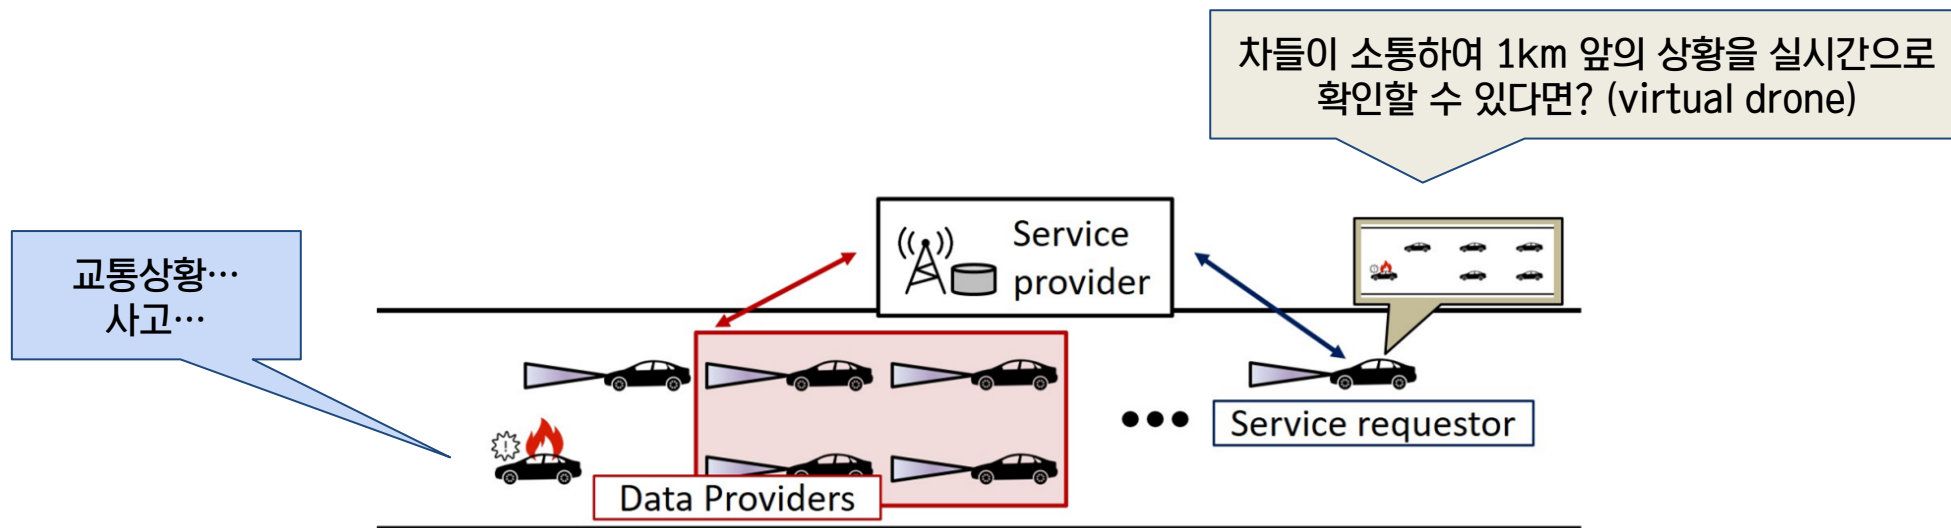 차들이 소통하여 1km 앞의 상황을 실시간으로
확인할 수 있다면? (virtual drone)
교통상황…
사고…
Service
provider
Service requestor
Data Providers